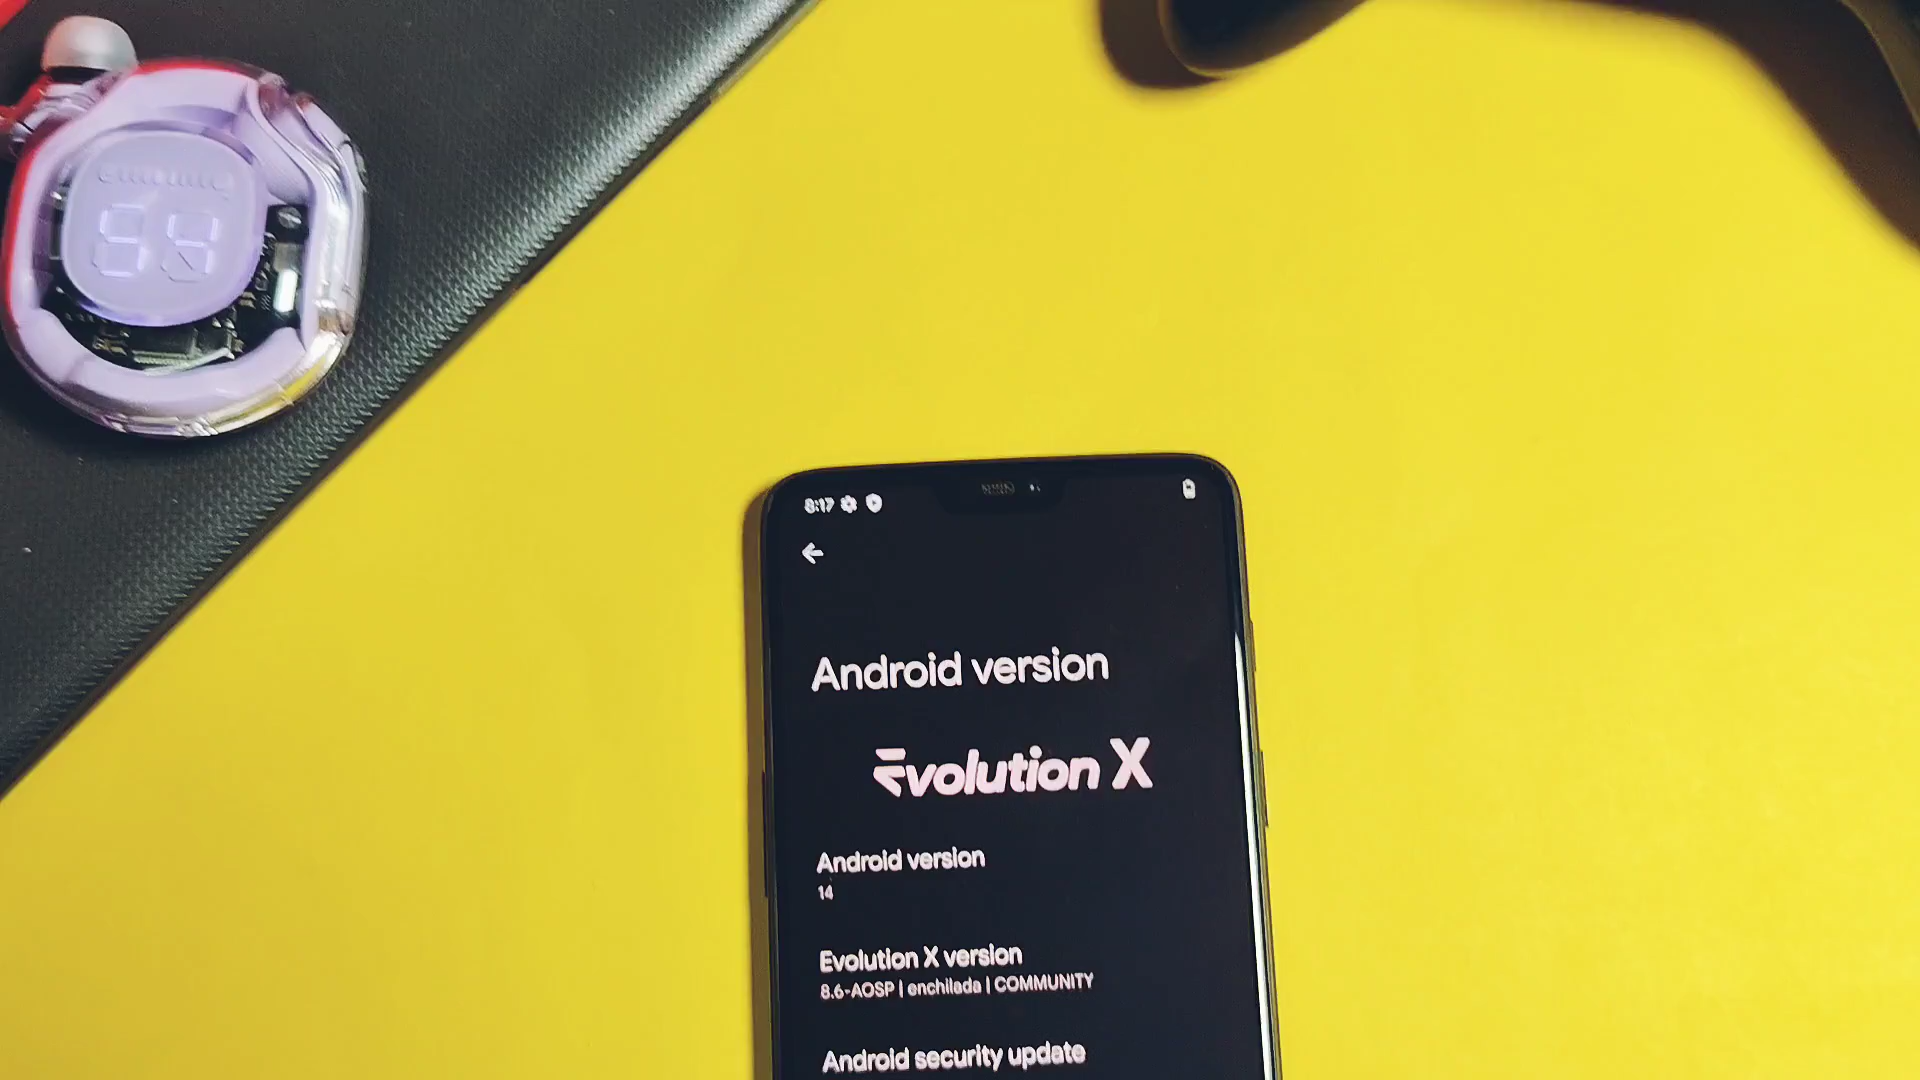 8:17
Android version
Evolution X
Android version
14
Evolution X version
8.6-AOSP | enchilada | COMMUNITY
Android security update